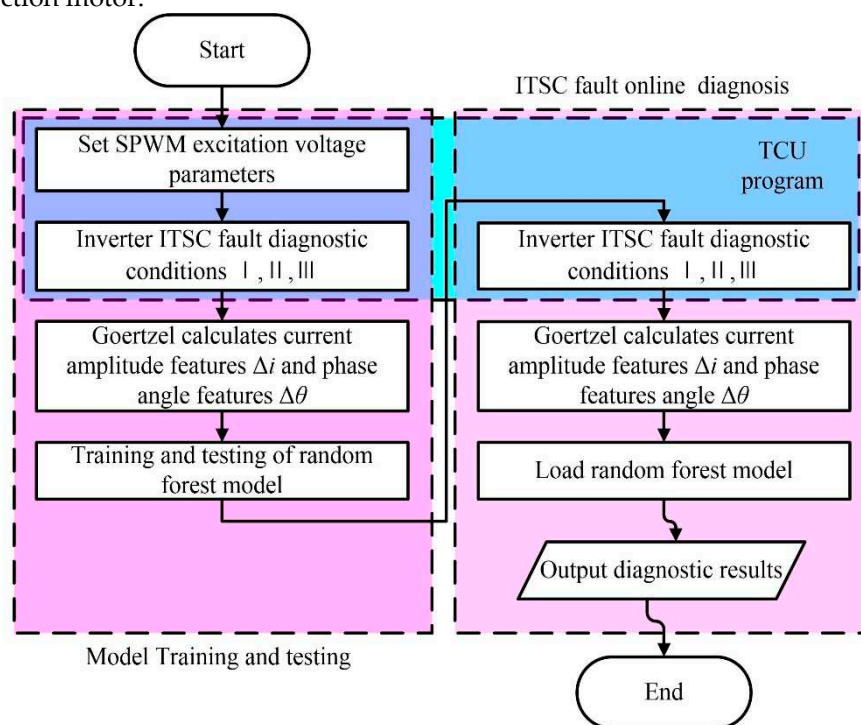 ction motor.
Start
ITSC fault online diagnosis
Set SPWM excitation voltage
parameters
TCU
program
Inverter ITSC fault diagnostic
conditions Ⅰ, Ⅱ, Ⅲ
Inverter ITSC fault diagnostic
conditions Ⅰ, Ⅱ, Ⅲ
Goertzel calculates current
amplitude features Δi and phase
angle features Δθ
Goertzel calculates current
amplitude features Δi and phase
features angle Δθ
Training and testing of random
forest model
Load random forest model
Output diagnostic results
Model Training and testing
End